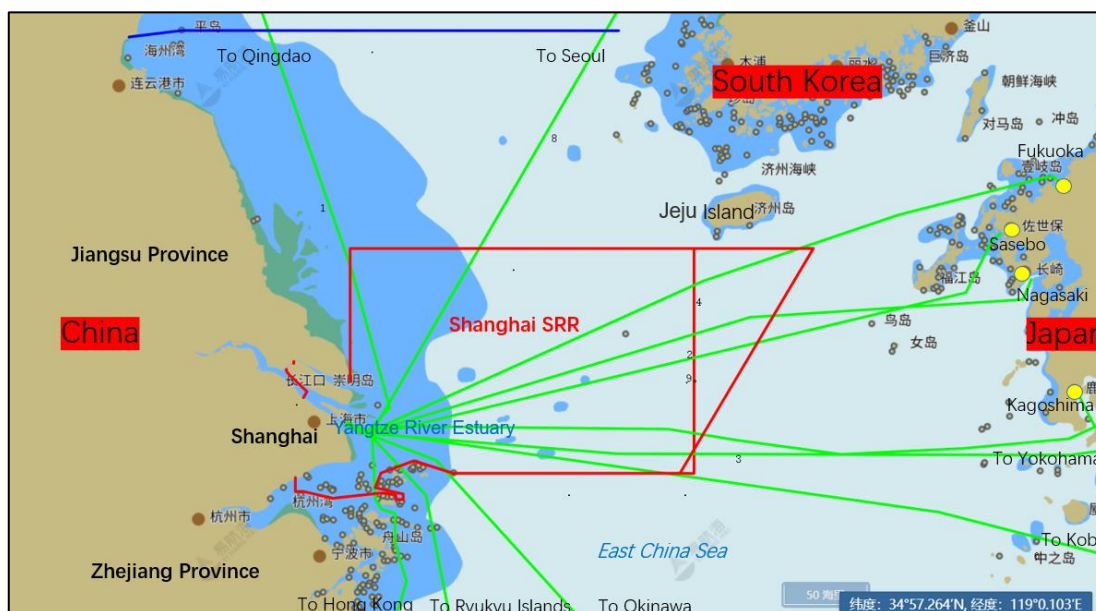 平岛
釜山
海州湾
To Qingdao
To Seoul
木浦
丽水
巨济岛
连云港市
South Korea
朝鲜海峡
对马岛
冲岛
8
Fukuoka
壹岐岛
济州海峡
1
Jeju Island
济州岛
佐世保
Sasebo
Jiangsu Province
长江口
崇明岛
福江岛
长崎
Nagasaki
4
China
Shanghai SRR
鸟岛
女岛
Japan
2
9
上海市
Yangtze River Estuary
Kagoshima
Shanghai
3
To Yokohama
杭州湾
杭州市
舟山岛
宁波市
East China Sea
To Kob
中之岛
Zhejiang Province
To Hong Kong
To Ryukyu Islands
To Okinawa
纬度：34°57.264'N, 经度：119°0.103'E